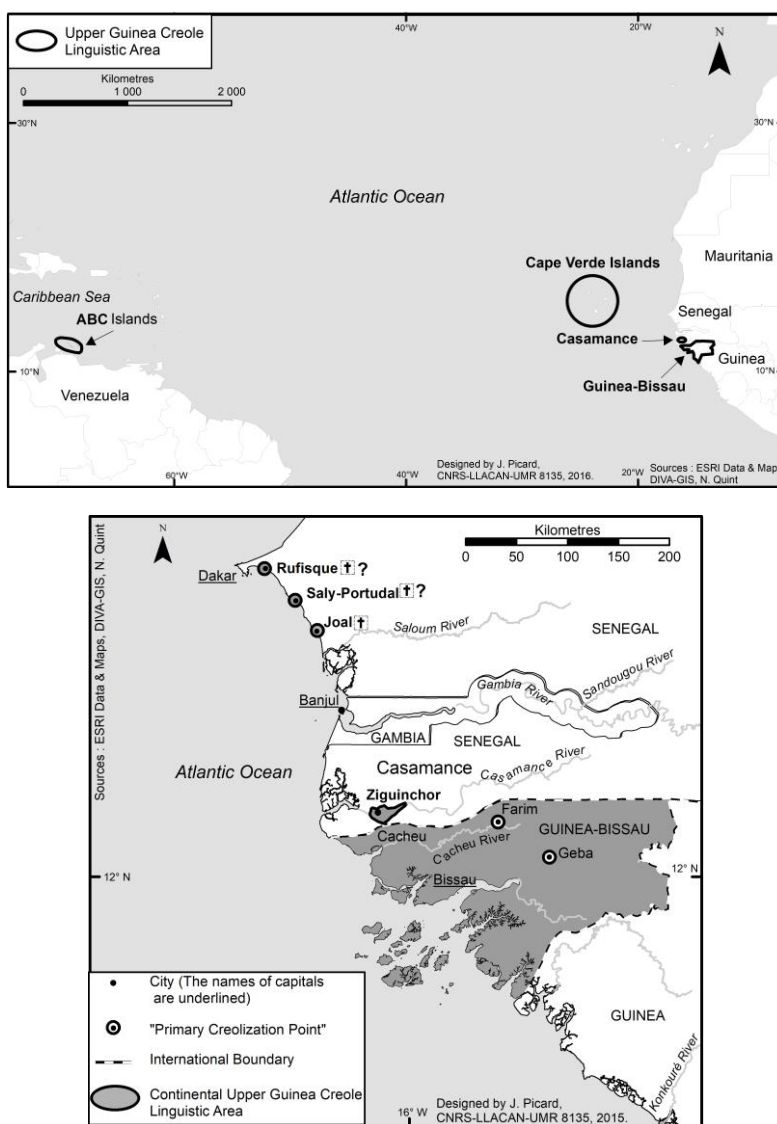 Upper Guinea Creole
Linguistic Area
Kilometres
0 1 000 2 000
40°W
20°W
N
30°N
30°N
Atlantic Ocean
Cape Verde Islands
Mauritania
Caribbean Sea
ABC Islands
Senegal
Casamance
Guinea
10°N
10°N
Guinea-Bissau
Venezuela
60°W
40°W
Designed by J. Picard,
CNRS-LLACAN-UMR 8135, 2016.
20°W
Sources : ESRI Data & Maps
DIVA-GIS, N. Quint
Sources : ESRI Data & Maps, DIVA-GIS, N. Quint
N
Kilometres
0 50 100 150 200
Dakar
Rufisque ✝ ?
Saly-Portudal ✝ ?
Joal ✝
Saloum River
SENEGAL
Sandougou River
Gambia River
Banjul
GAMBIA
SENEGAL
Atlantic Ocean
Casamance
Casamance River
Ziguinchor
Farim
Cacheu
GUINEA-BISSAU
Cacheu River
Geba
12° N
Bissau
12° N
City (The names of capitals
are underlined)
"Primary Creolization Point"
International Boundary
Continental Upper Guinea Creole
Linguistic Area
GUINEA
Konkouré River
16° W
Designed by J. Picard,
CNRS-LLACAN-UMR 8135, 2015.